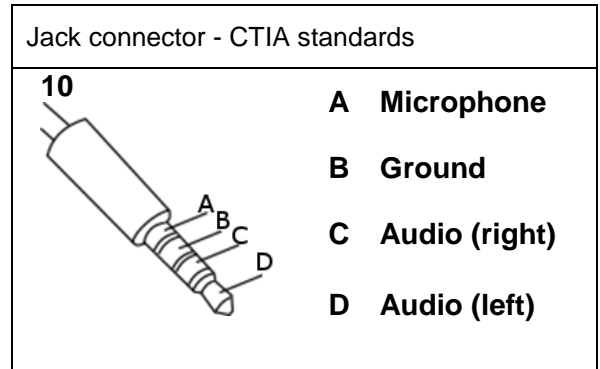 Jack connector - CTIA standards
10
A Microphone
B Ground
C Audio (right)
D Audio (left)
A
B
C
D